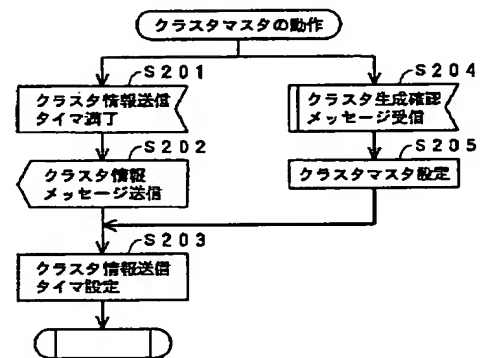 クラスタマスタの動作
S201
クラスタ情報送信
タイマ満了
S202
クラスタ情報
メッセージ送信
S203
クラスタ情報送信
タイマ設定
S204
クラスタ生成確認
メッセージ受信
S205
クラスタマスタ設定